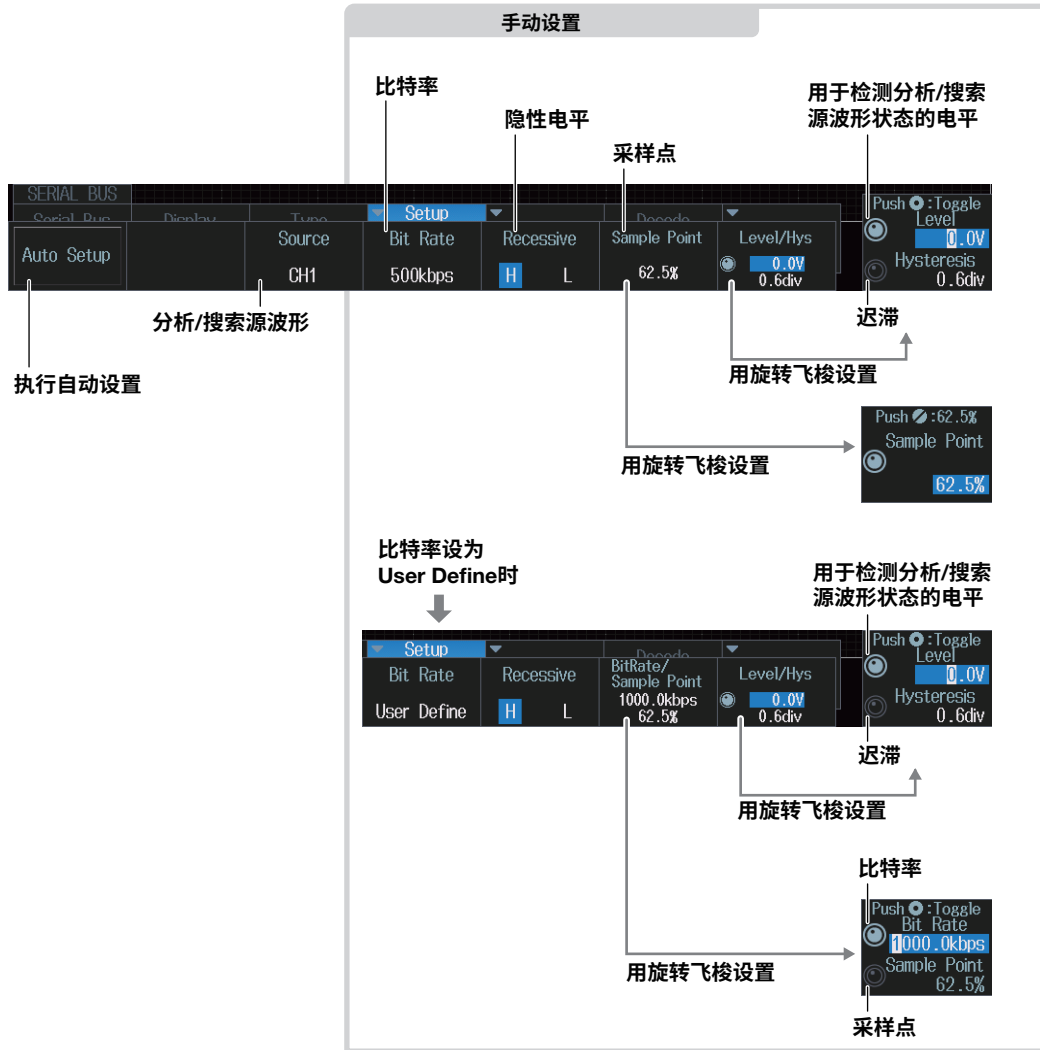 手动设置
比特率
隐性电平
采样点
用于检测分析/搜索
源波形状态的电平
SERIAL BUS
Serial Bus Display Type Setup Decode
Auto Setup
Source
CH1
Bit Rate
500kbps
Recessive
H L
Sample Point
62.5%
Level/Hys
0.0V
0.6div
Push :Toggle
Level
0.0V
Hysteresis
0.6div
分析/搜索源波形
执行自动设置
迟滞
用旋转飞梭设置
Push :62.5%
Sample Point
62.5%
用旋转飞梭设置
比特率设为
User Define时
用于检测分析/搜索
源波形状态的电平
Setup Decode
Bit Rate
User Define
Recessive
H L
BitRate/
Sample Point
1000.0kbps
62.5%
Level/Hys
0.0V
0.6div
Push :Toggle
Level
0.0V
Hysteresis
0.6div
迟滞
用旋转飞梭设置
比特率
Push :Toggle
Bit Rate
1000.0kbps
Sample Point
62.5%
用旋转飞梭设置
采样点